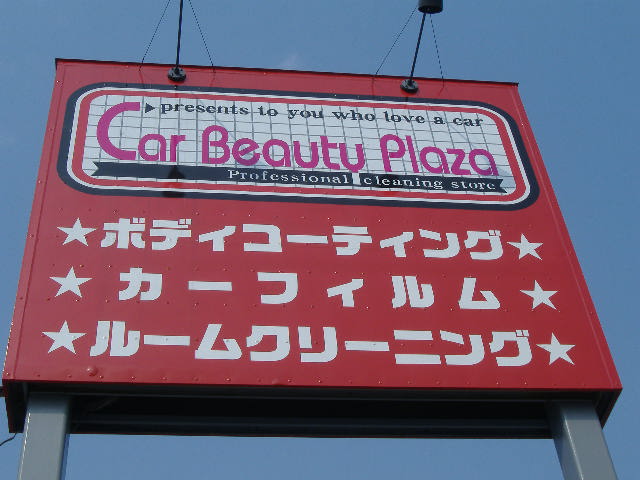 presents to you who love a car
Car Beauty Plaza
Professional cleaning store
★ボディコーティング★
★カーフィルム★
★ルームクリーニング★